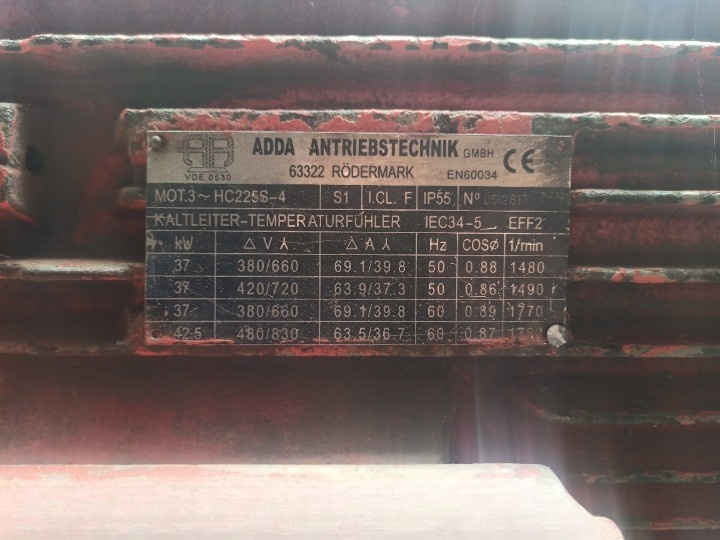 ADDA ANTRIEBSTECHNIK GMBH
VDE 0530 63322 RÖDERMARK EN60034 CE
MOT.3~ HC225S-4 S1 I.CL. F IP55 Nº
KALTLEITER-TEMPERATURFÜHLER IEC34-5 EFF2
kW △ V ⅄ △ A ⅄ Hz COSø 1/min
37 380/660 69.1/39.8 50 0.88 1480
37 420/720 63.9/37.3 50 0.86 1490
37 380/660 69.1/39.8 60 0.89 1770
42.5 480/830 63.5/36.7 60 0.87